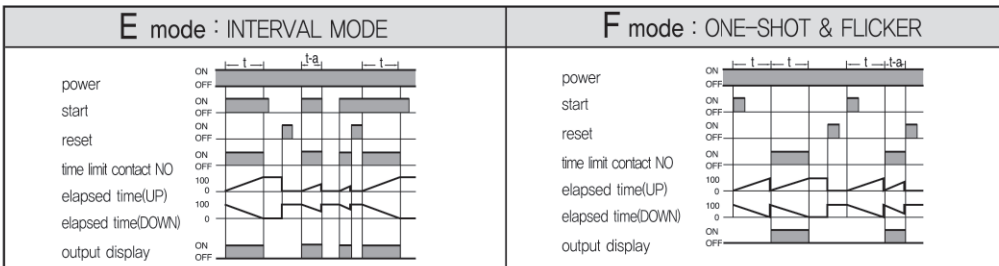 E mode : INTERVAL MODE
t t-a t
power ON OFF
start ON OFF
reset ON OFF
time limit contact NO ON OFF
elapsed time(UP) 100 0
elapsed time(DOWN) 100 0
output display ON OFF
F mode : ONE-SHOT & FLICKER
t t t t-a
power ON OFF
start ON OFF
reset ON OFF
time limit contact NO ON OFF
elapsed time(UP) 100 0
elapsed time(DOWN) 100 0
output display ON OFF